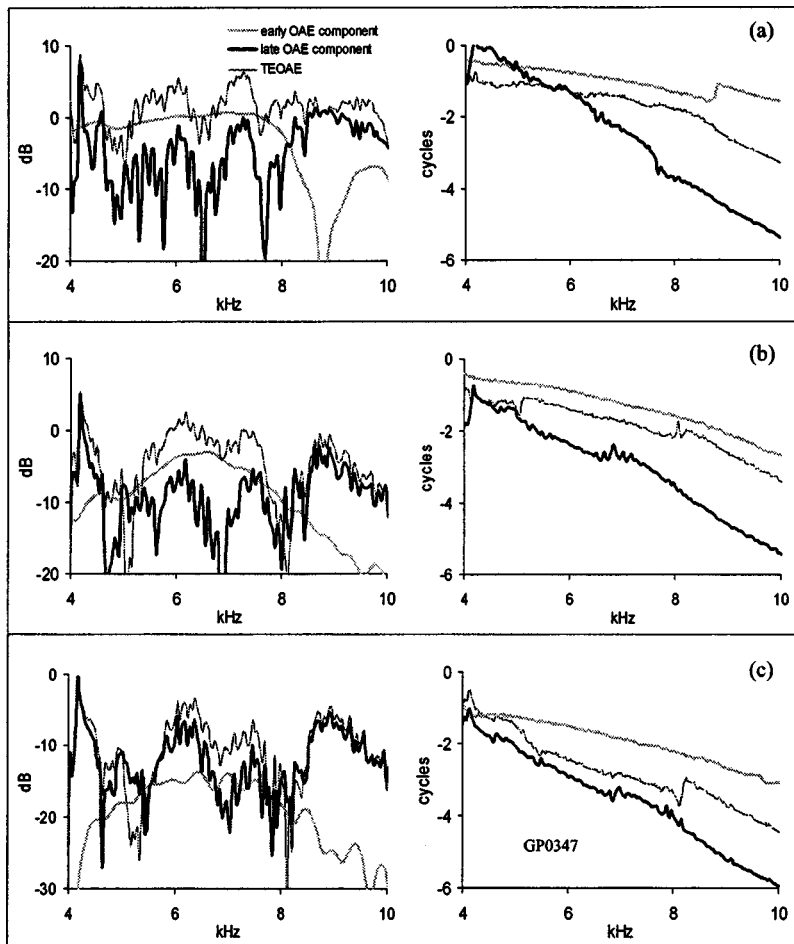 early OAE component
late OAE component
TEOAE
(a)
10
0
-10
-20
dB
4 6 8 10
kHz
0
-2
-4
-6
cycles
4 6 8 10
kHz
(b)
10
0
-10
-20
dB
4 6 8 10
kHz
0
-2
-4
-6
cycles
4 6 8 10
kHz
(c)
0
-10
-20
-30
dB
4 6 8 10
kHz
0
-2
-4
-6
cycles
GP0347
4 6 8 10
kHz